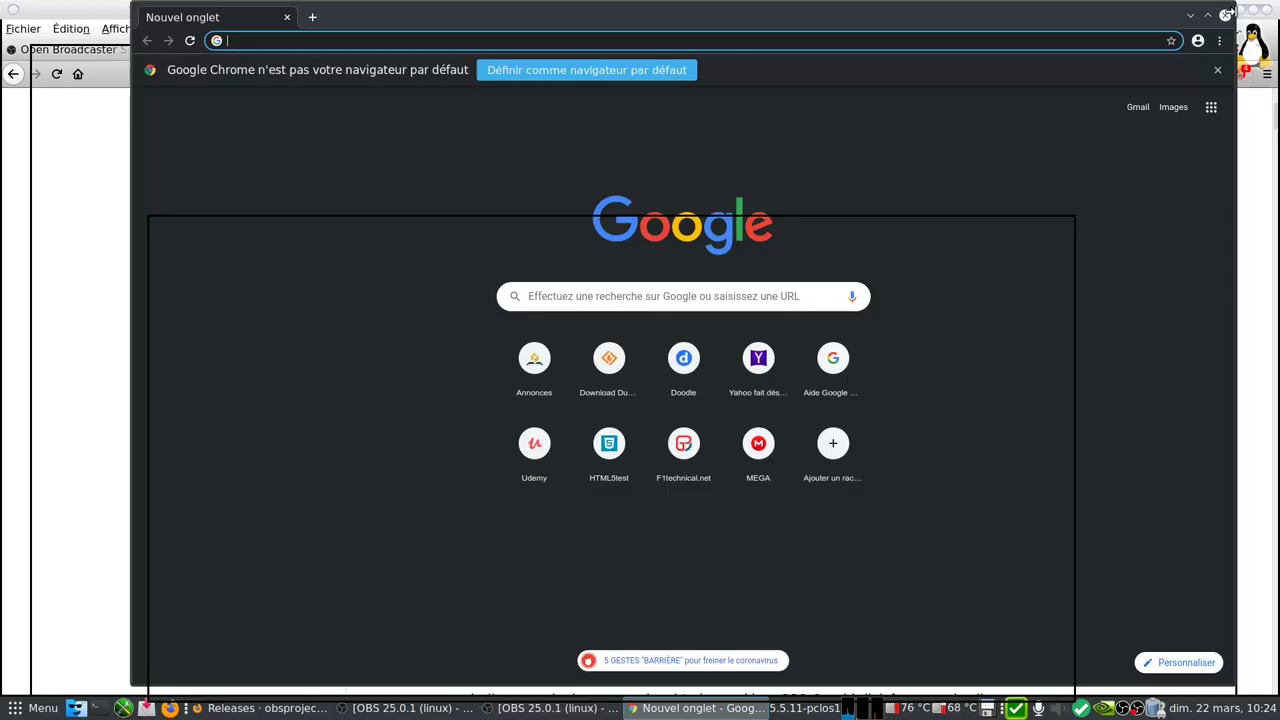 Nouvel onglet
Fichier Édition Affich
Open Broadcaster S
Google Chrome n'est pas votre navigateur par défaut Définir comme navigateur par défaut
Gmail Images
Google
Effectuez une recherche sur Google ou saisissez une URL
Annonces Download Du... Doodle Yahoo fait dés... Aide Google ...
Udemy HTML5test F1technical.net MEGA Ajouter un rac...
5 GESTES "BARRIÈRE" pour freiner le coronavirus
Personnaliser
Menu Releases · obsprojec... [OBS 25.0.1 (linux) - ... [OBS 25.0.1 (linux) - ... Nouvel onglet - Goog... 5.5.11-pclos1 76 °C 68 °C dim. 22 mars, 10:24